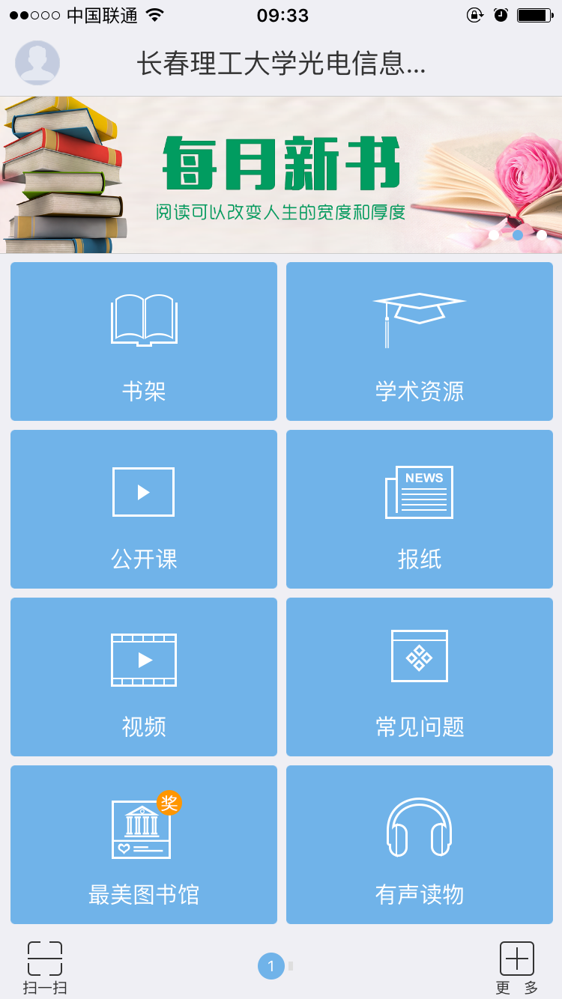 中国联通
09:33
长春理工大学光电信息...
每月新书
阅读可以改变人生的宽度和厚度
书架
学术资源
公开课
NEWS
报纸
视频
常见问题
奖
最美图书馆
有声读物
扫一扫
1
更 多